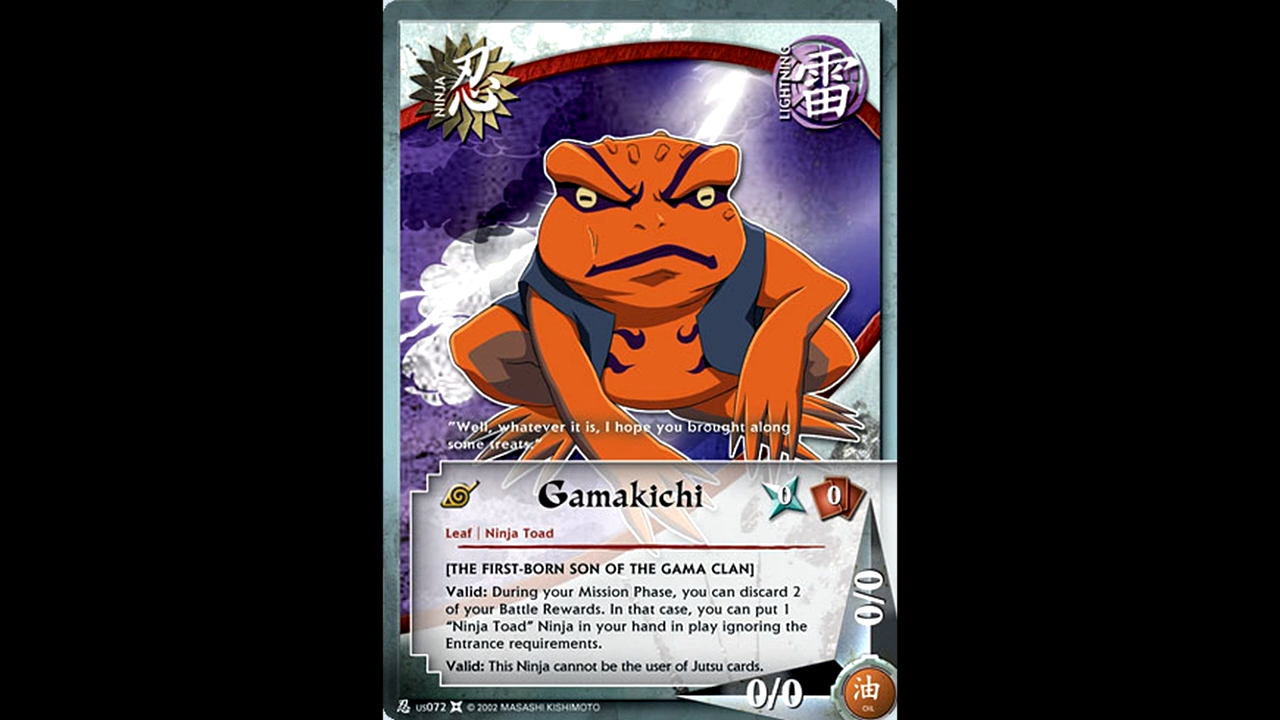 NINJA 忍
LIGHTNING 雷
"Well, whatever it is, I hope you brought along
some treats."
Gamakichi
0
0
Leaf | Ninja Toad
[THE FIRST-BORN SON OF THE GAMA CLAN]
Valid: During your Mission Phase, you can discard 2
of your Battle Rewards. In that case, you can put 1
"Ninja Toad" Ninja in your hand in play ignoring the
Entrance requirements.
Valid: This Ninja cannot be the user of Jutsu cards.
0/0
0/0
油
OIL
忍 US072 © 2002 MASASHI KISHIMOTO